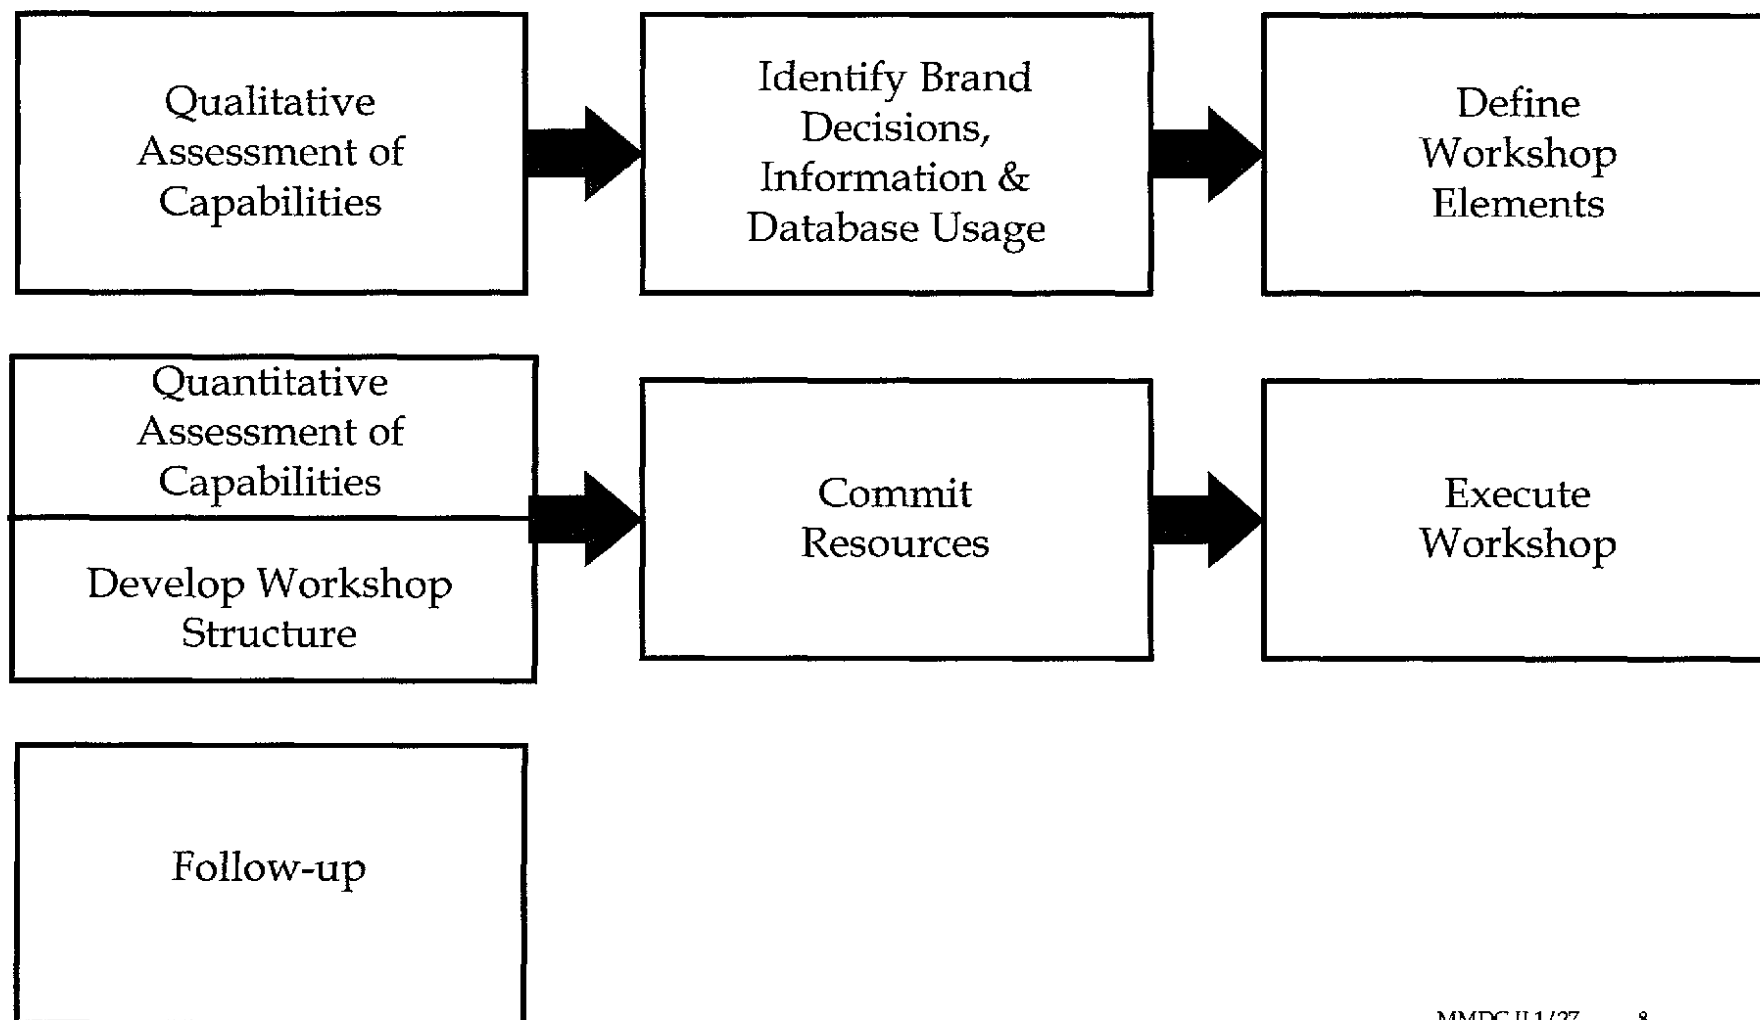 Qualitative
Assessment of
Capabilities
Identify Brand
Decisions,
Information &
Database Usage
Define
Workshop
Elements
Quantitative
Assessment of
Capabilities
Develop Workshop
Structure
Commit
Resources
Execute
Workshop
Follow-up
8